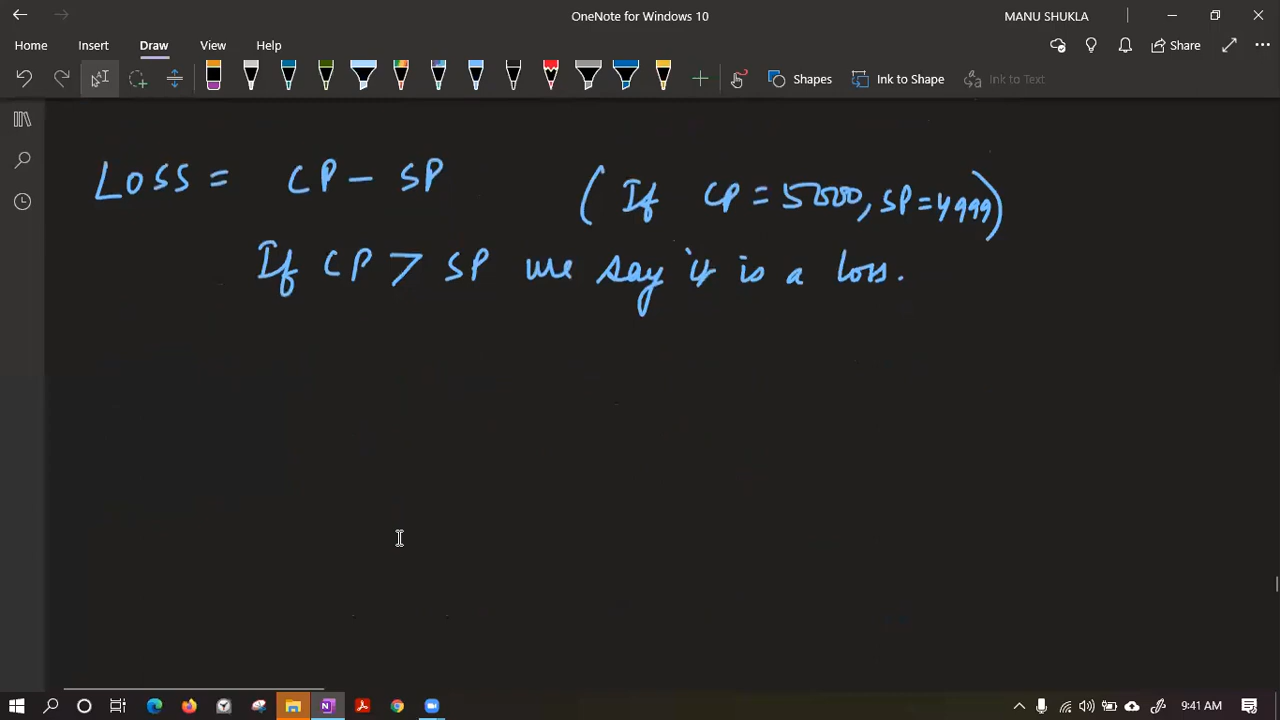 OneNote for Windows 10
MANU SHUKLA
Home Insert Draw View Help
Share
Shapes Ink to Shape Ink to Text
LOSS = CP - SP
(If CP = 5000, SP = 4999)
If CP > SP we say it is a loss.
9:41 AM